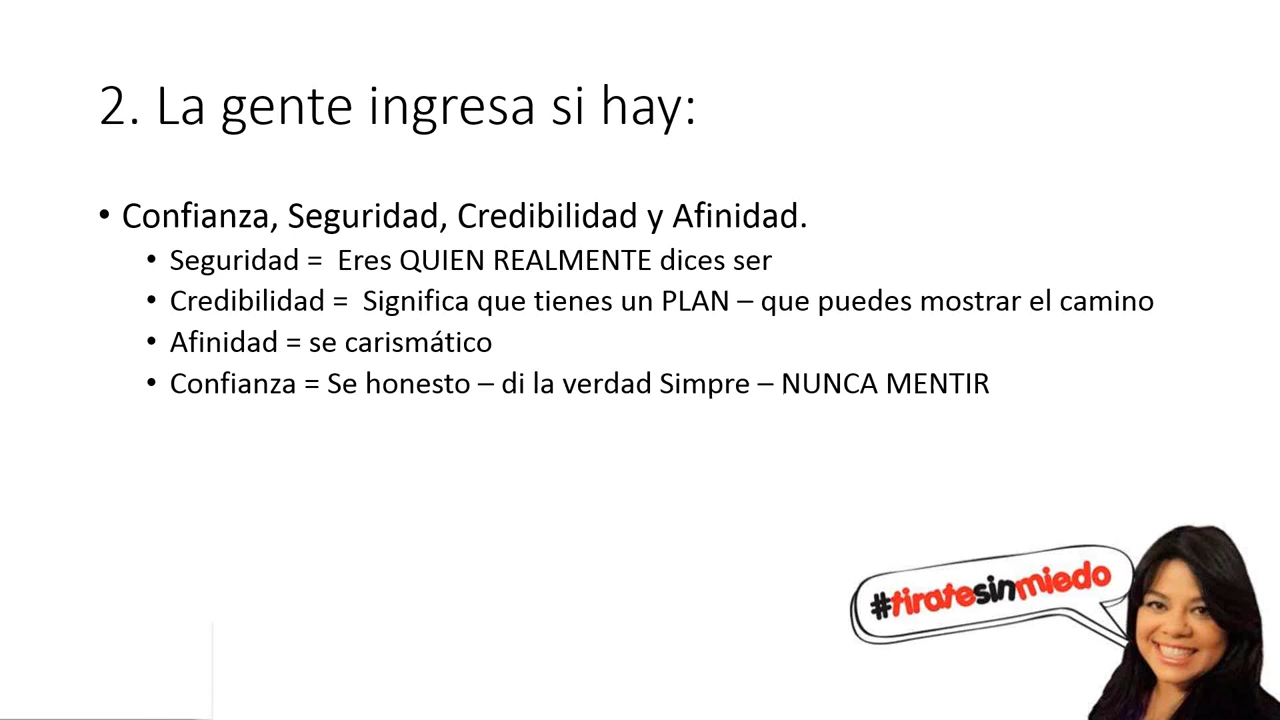 2. La gente ingresa si hay:
• Confianza, Seguridad, Credibilidad y Afinidad.
• Seguridad = Eres QUIEN REALMENTE dices ser
• Credibilidad = Significa que tienes un PLAN – que puedes mostrar el camino
• Afinidad = se carismático
• Confianza = Se honesto – di la verdad Simpre – NUNCA MENTIR
#tiratesinmiedo